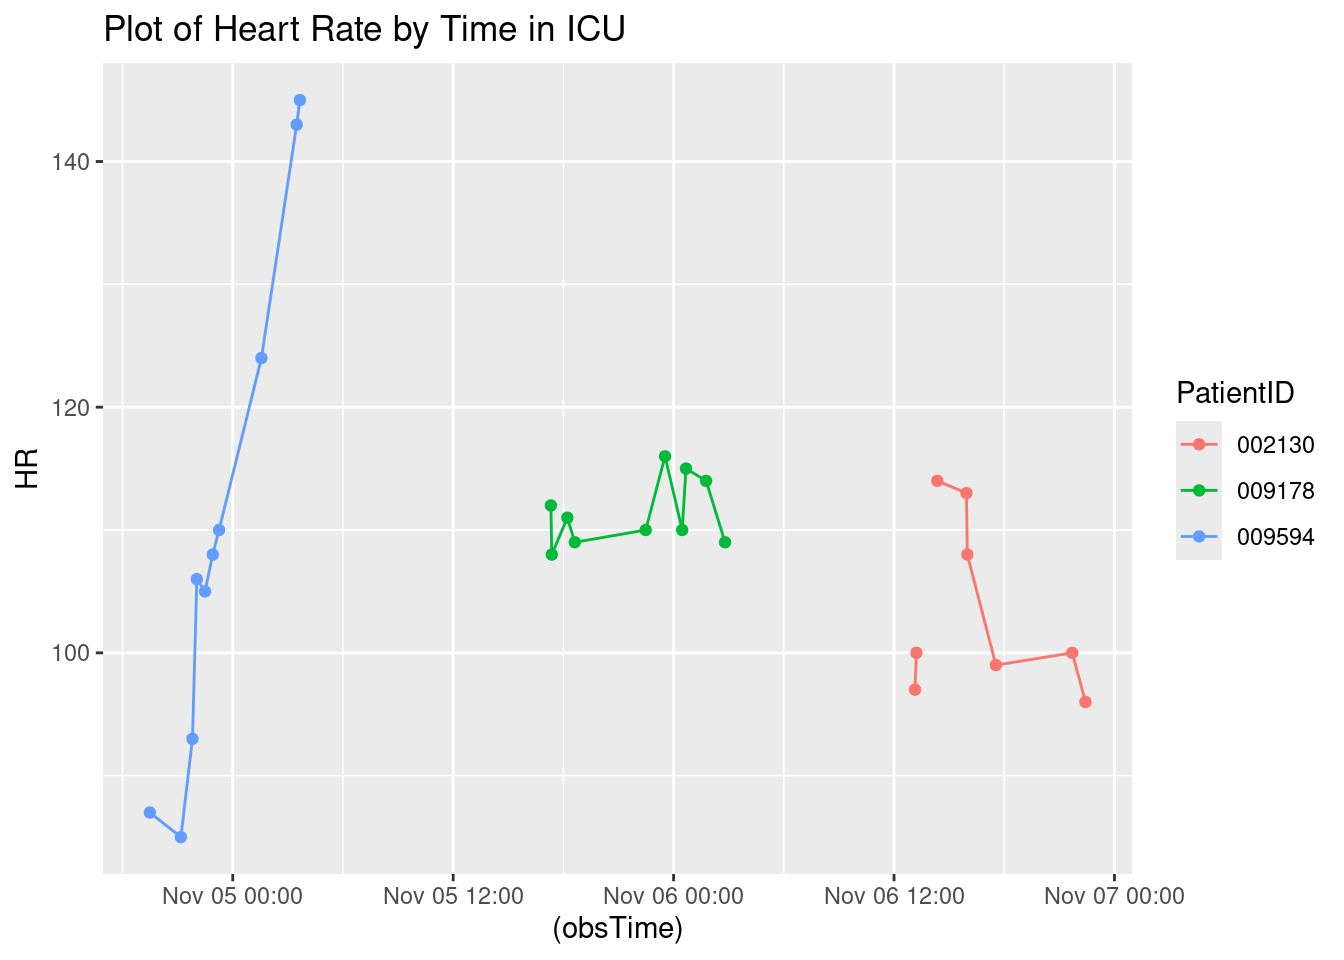 Plot of Heart Rate by Time in ICU
140
120
100
HR
Nov 05 00:00
Nov 05 12:00
Nov 06 00:00
Nov 06 12:00
Nov 07 00:00
(obsTime)
PatientID
002130
009178
009594